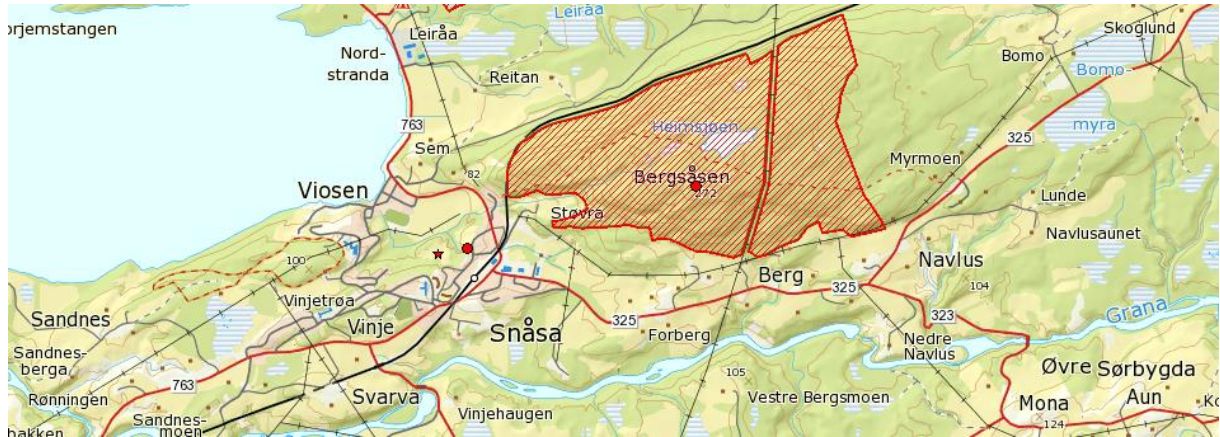 orjemstangen
Leiråa
Leiråa
Nord-
stranda
Reitan
Skoglund
Bomo
Bomo-
myra
763
325
Sem
Heimsjøen
Myrmoen
82
Viosen
Bergsåsen
272
Lunde
Støvra
Navlusaunet
100
Navlus
Berg
104
Vinjetrøa
325
Grana
Sandnes
Vinje
Snåsa
325
Forberg
323
Nedre
Navlus
Sandnes-
berga
763
Øvre
Sørbygda
105
Rønningen
Svarva
Vestre Bergsmoen
Mona
Aun
Ko
Sandnes-
moen
Vinjehaugen
124
bakken